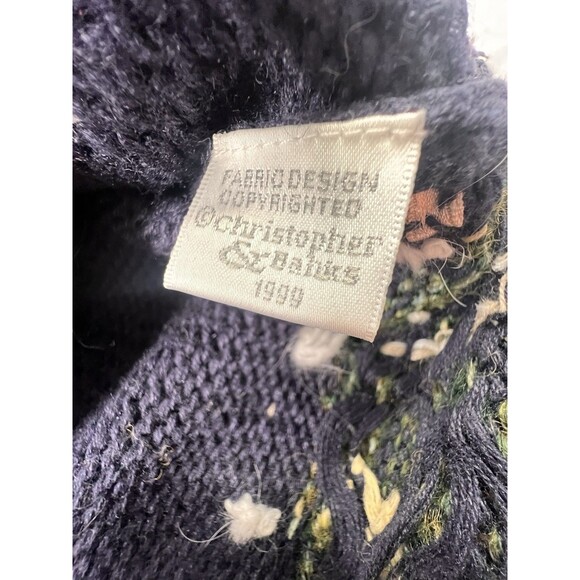 FABRIC DESIGN
COPYRIGHTED
©Christopher
& Banks
1999